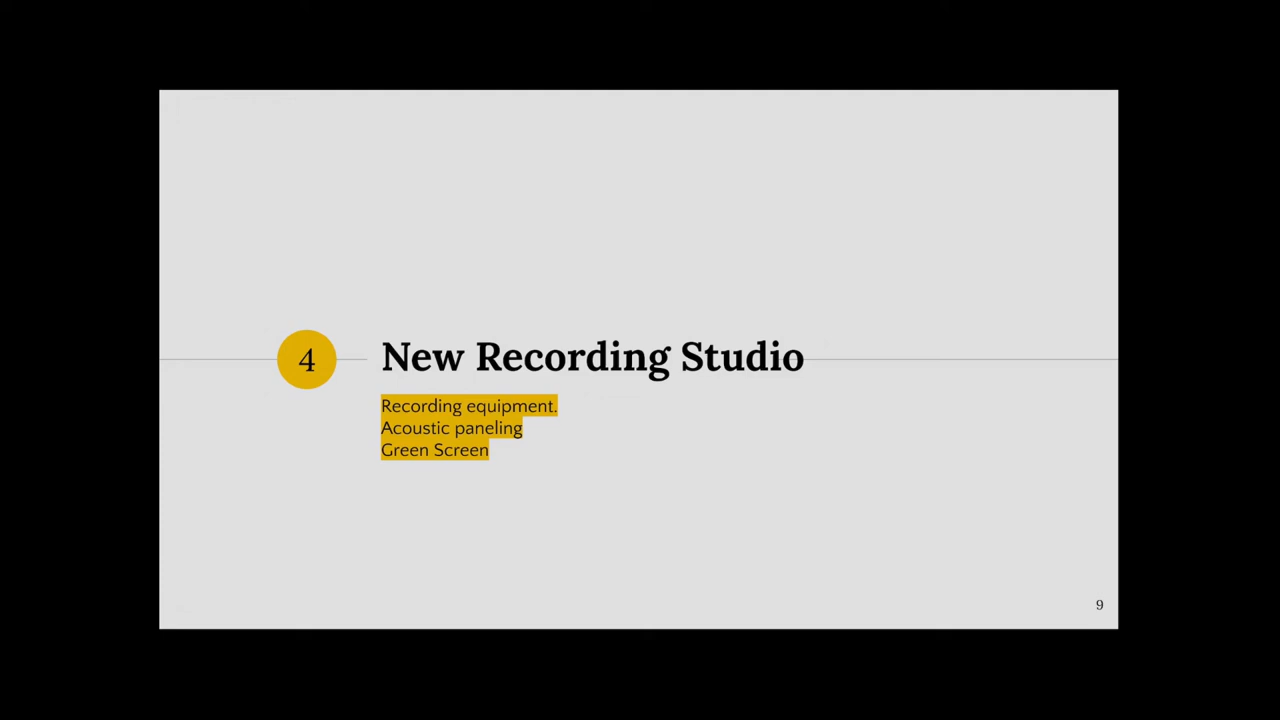 4
New Recording Studio
Recording equipment.
Acoustic paneling
Green Screen
9